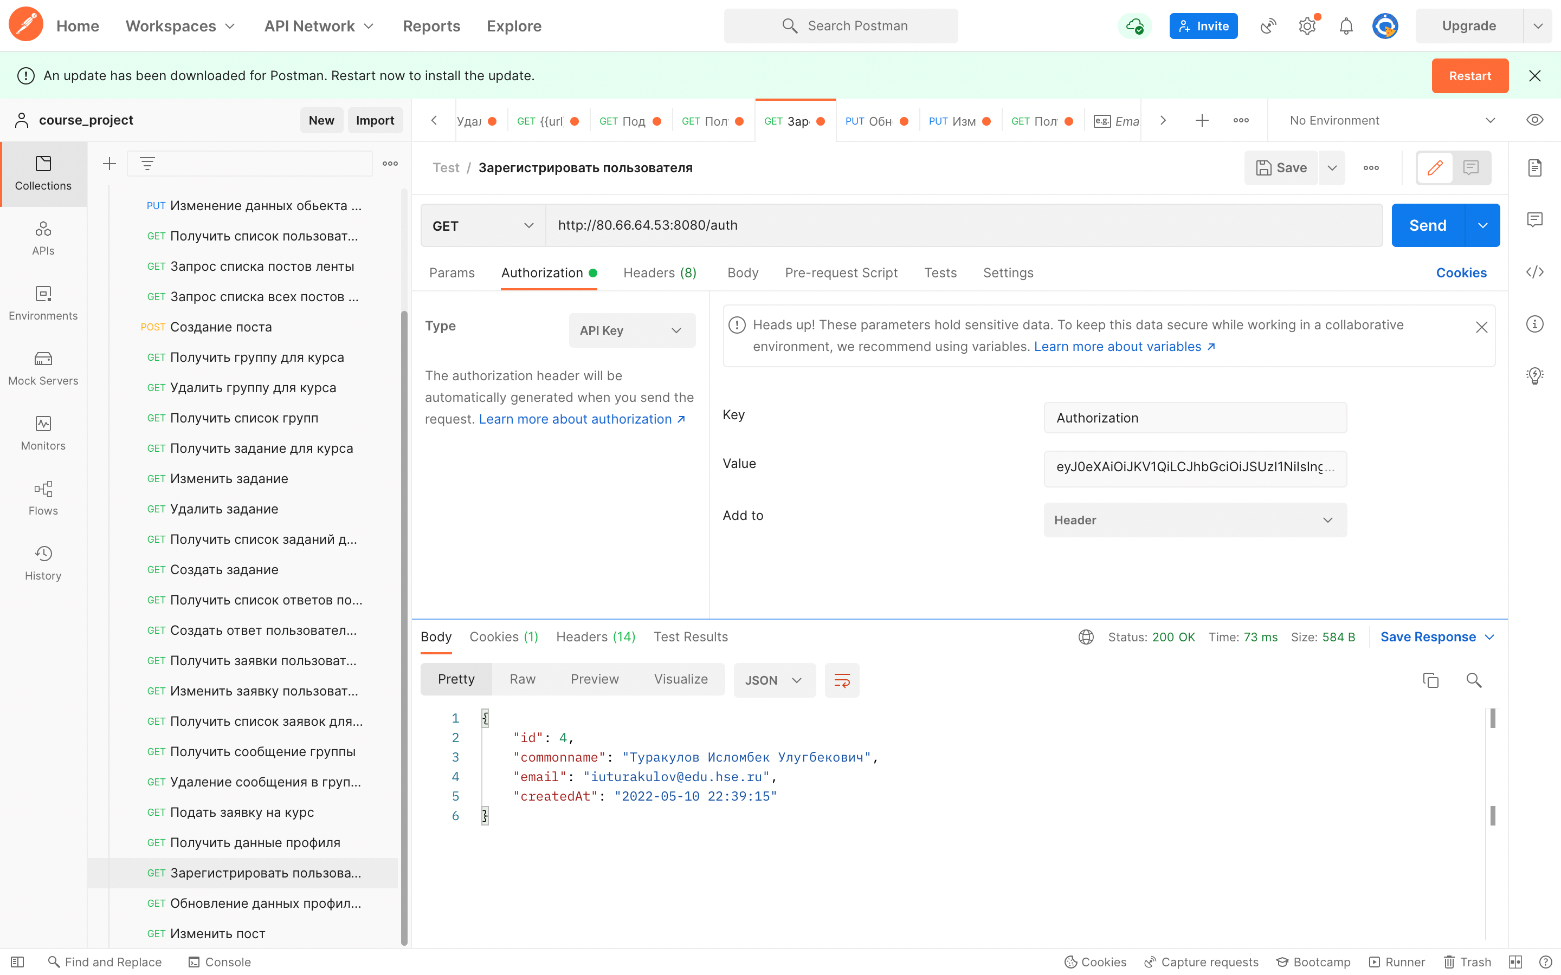 Home
Workspaces
API Network
Reports
Explore
Search Postman
Invite
Upgrade
An update has been downloaded for Postman. Restart now to install the update.
Restart
course_project
New
Import
Удал
GET {{url
GET Под
GET Пол
GET Зар
PUT Обн
PUT Изм
GET Пол
e.g. Ema
No Environment
Collections
APIs
Environments
Mock Servers
Monitors
Flows
History
PUT Изменение данных обьекта ...
GET Получить список пользоват...
GET Запрос списка постов ленты
GET Запрос списка всех постов ...
POST Создание поста
GET Получить группу для курса
GET Удалить группу для курса
GET Получить список групп
GET Получить задание для курса
GET Изменить задание
GET Удалить задание
GET Получить список заданий д...
GET Создать задание
GET Получить список ответов по...
GET Создать ответ пользовател...
GET Получить заявки пользоват...
GET Изменить заявку пользоват...
GET Получить список заявок для...
GET Получить сообщение группы
GET Удаление сообщения в груп...
GET Подать заявку на курс
GET Получить данные профиля
GET Зарегистрировать пользова...
GET Обновление данных профил...
GET Изменить пост
Test / Зарегистрировать пользователя
Save
GET
http://80.66.64.53:8080/auth
Send
Params
Authorization
Headers (8)
Body
Pre-request Script
Tests
Settings
Cookies
Type
API Key
The authorization header will be
automatically generated when you send the
request. Learn more about authorization ↗
Heads up! These parameters hold sensitive data. To keep this data secure while working in a collaborative
environment, we recommend using variables. Learn more about variables ↗
Key
Authorization
Value
eyJ0eXAiOiJKV1QiLCJhbGciOiJSUzI1NiIsIng...
Add to
Header
Body
Cookies (1)
Headers (14)
Test Results
Status: 200 OK
Time: 73 ms
Size: 584 B
Save Response
Pretty
Raw
Preview
Visualize
JSON
1 {
2 "id": 4,
3 "commonname": "Туракулов Исломбек Улугбекович",
4 "email": "iuturakulov@edu.hse.ru",
5 "createdAt": "2022-05-10 22:39:15"
6 }
Find and Replace
Console
Cookies
Capture requests
Bootcamp
Runner
Trash